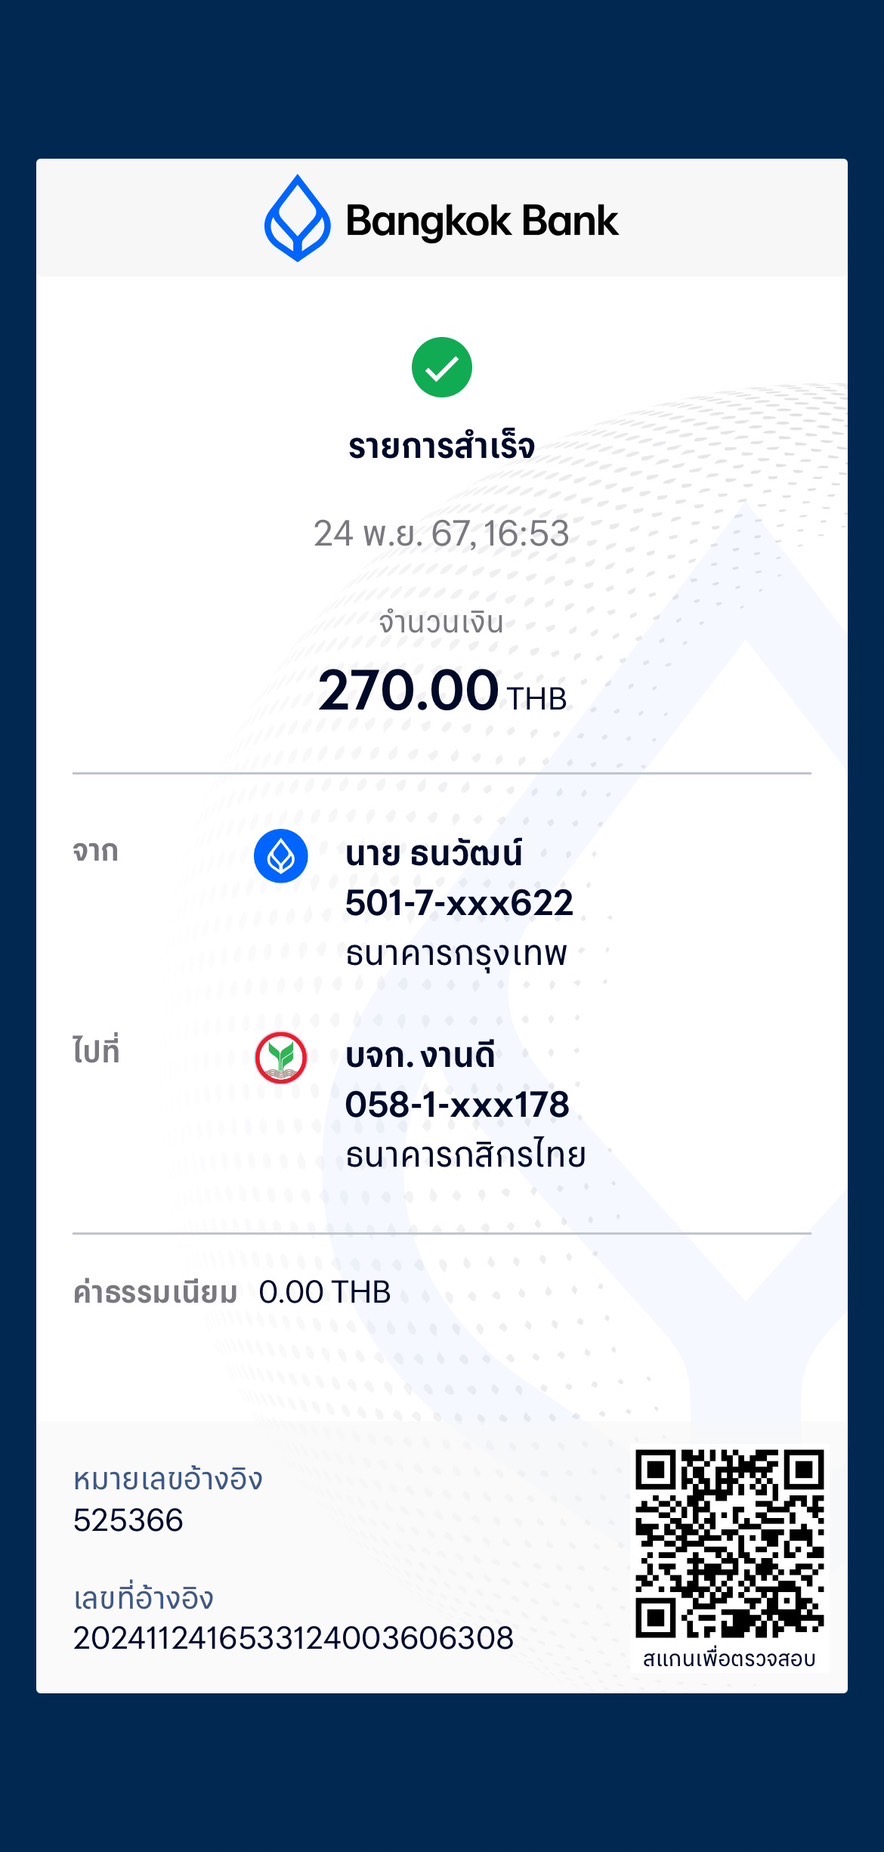 Bangkok Bank
รายการสำเร็จ
24 พ.ย. 67, 16:53
จำนวนเงิน
270.00 THB
จาก
นาย ธนวัฒน์
501-7-xxx622
ธนาคารกรุงเทพ
ไปที่
บจก. งานดี
058-1-xxx178
ธนาคารกสิกรไทย
ค่าธรรมเนียม 0.00 THB
หมายเลขอ้างอิง
525366
เลขที่อ้างอิง
2024112416533124003606308
สแกนเพื่อตรวจสอบ